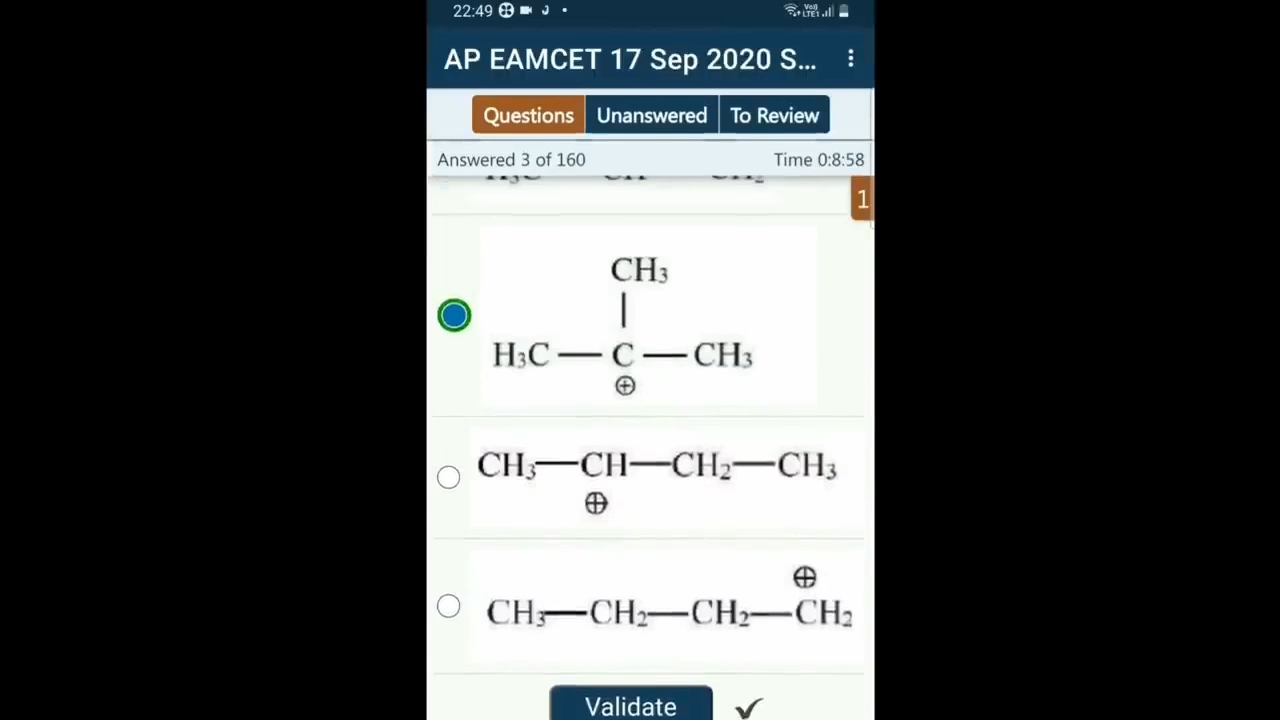 22:49
AP EAMCET 17 Sep 2020 S...
Questions Unanswered To Review
Answered 3 of 160 Time 0:8:58
1
CH3
|
H3C — C — CH3
⊕
CH3—CH—CH2—CH3
⊕
⊕
CH3—CH2—CH2—CH2
Validate